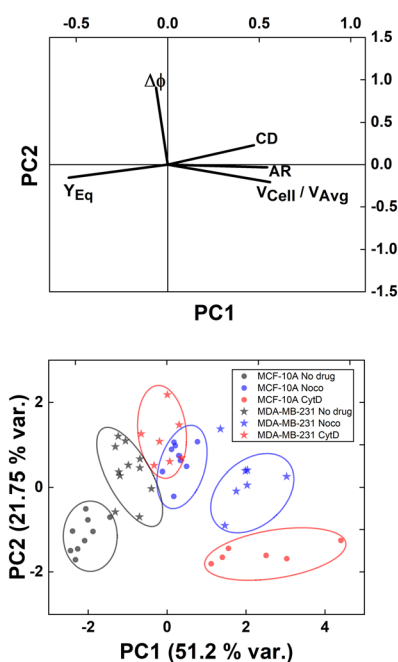 -0.5 0.0 0.5 1.0
1.5
1.0
0.5
0.0
-0.5
-1.0
-1.5
Δϕ
CD
AR
Y_Eq
V_Cell / V_Avg
PC2
PC1
MCF-10A No drug
MCF-10A Noco
MCF-10A CytD
MDA-MB-231 No drug
MDA-MB-231 Noco
MDA-MB-231 CytD
2
0
-2
-2 0 2 4
PC2 (21.75 % var.)
PC1 (51.2 % var.)